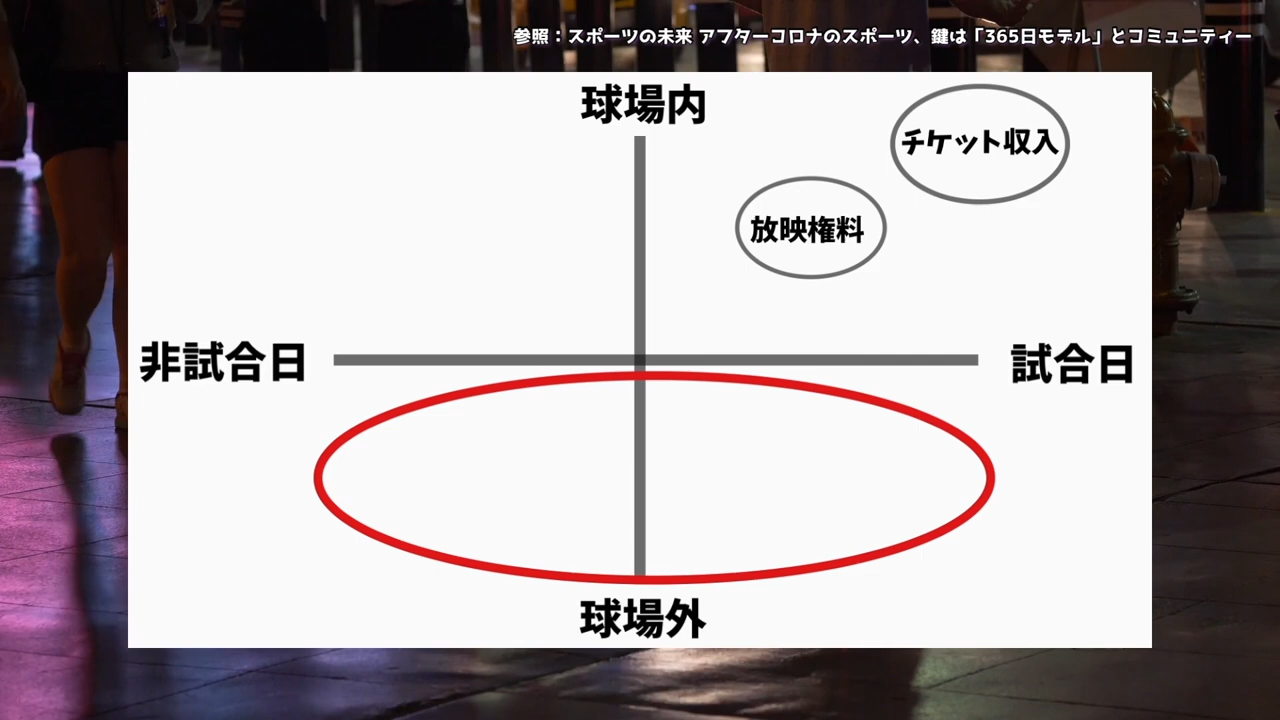 参照：スポーツの未来 アフターコロナのスポーツ、鍵は「365日モデル」とコミュニティー
球場内
チケット収入
放映権料
非試合日
試合日
球場外